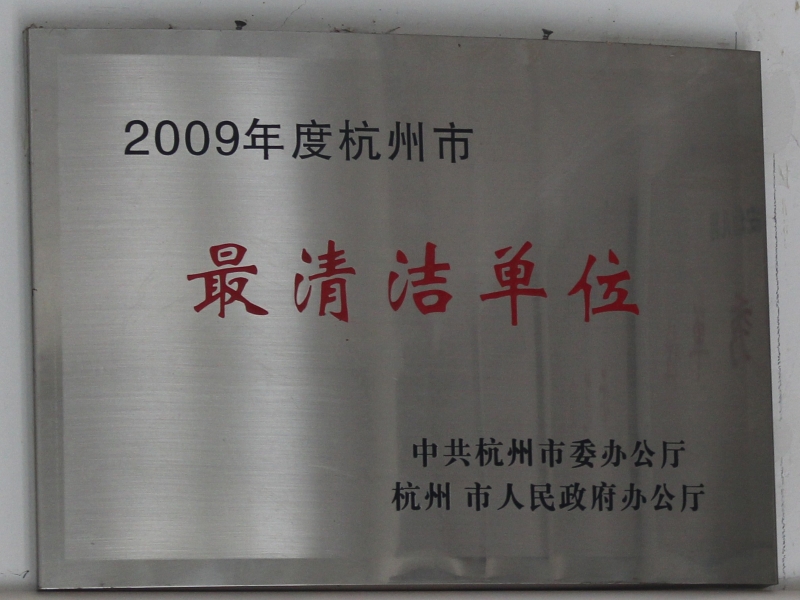 2009年度杭州市
最清洁单位
中共杭州市委办公厅
杭州 市人民政府办公厅